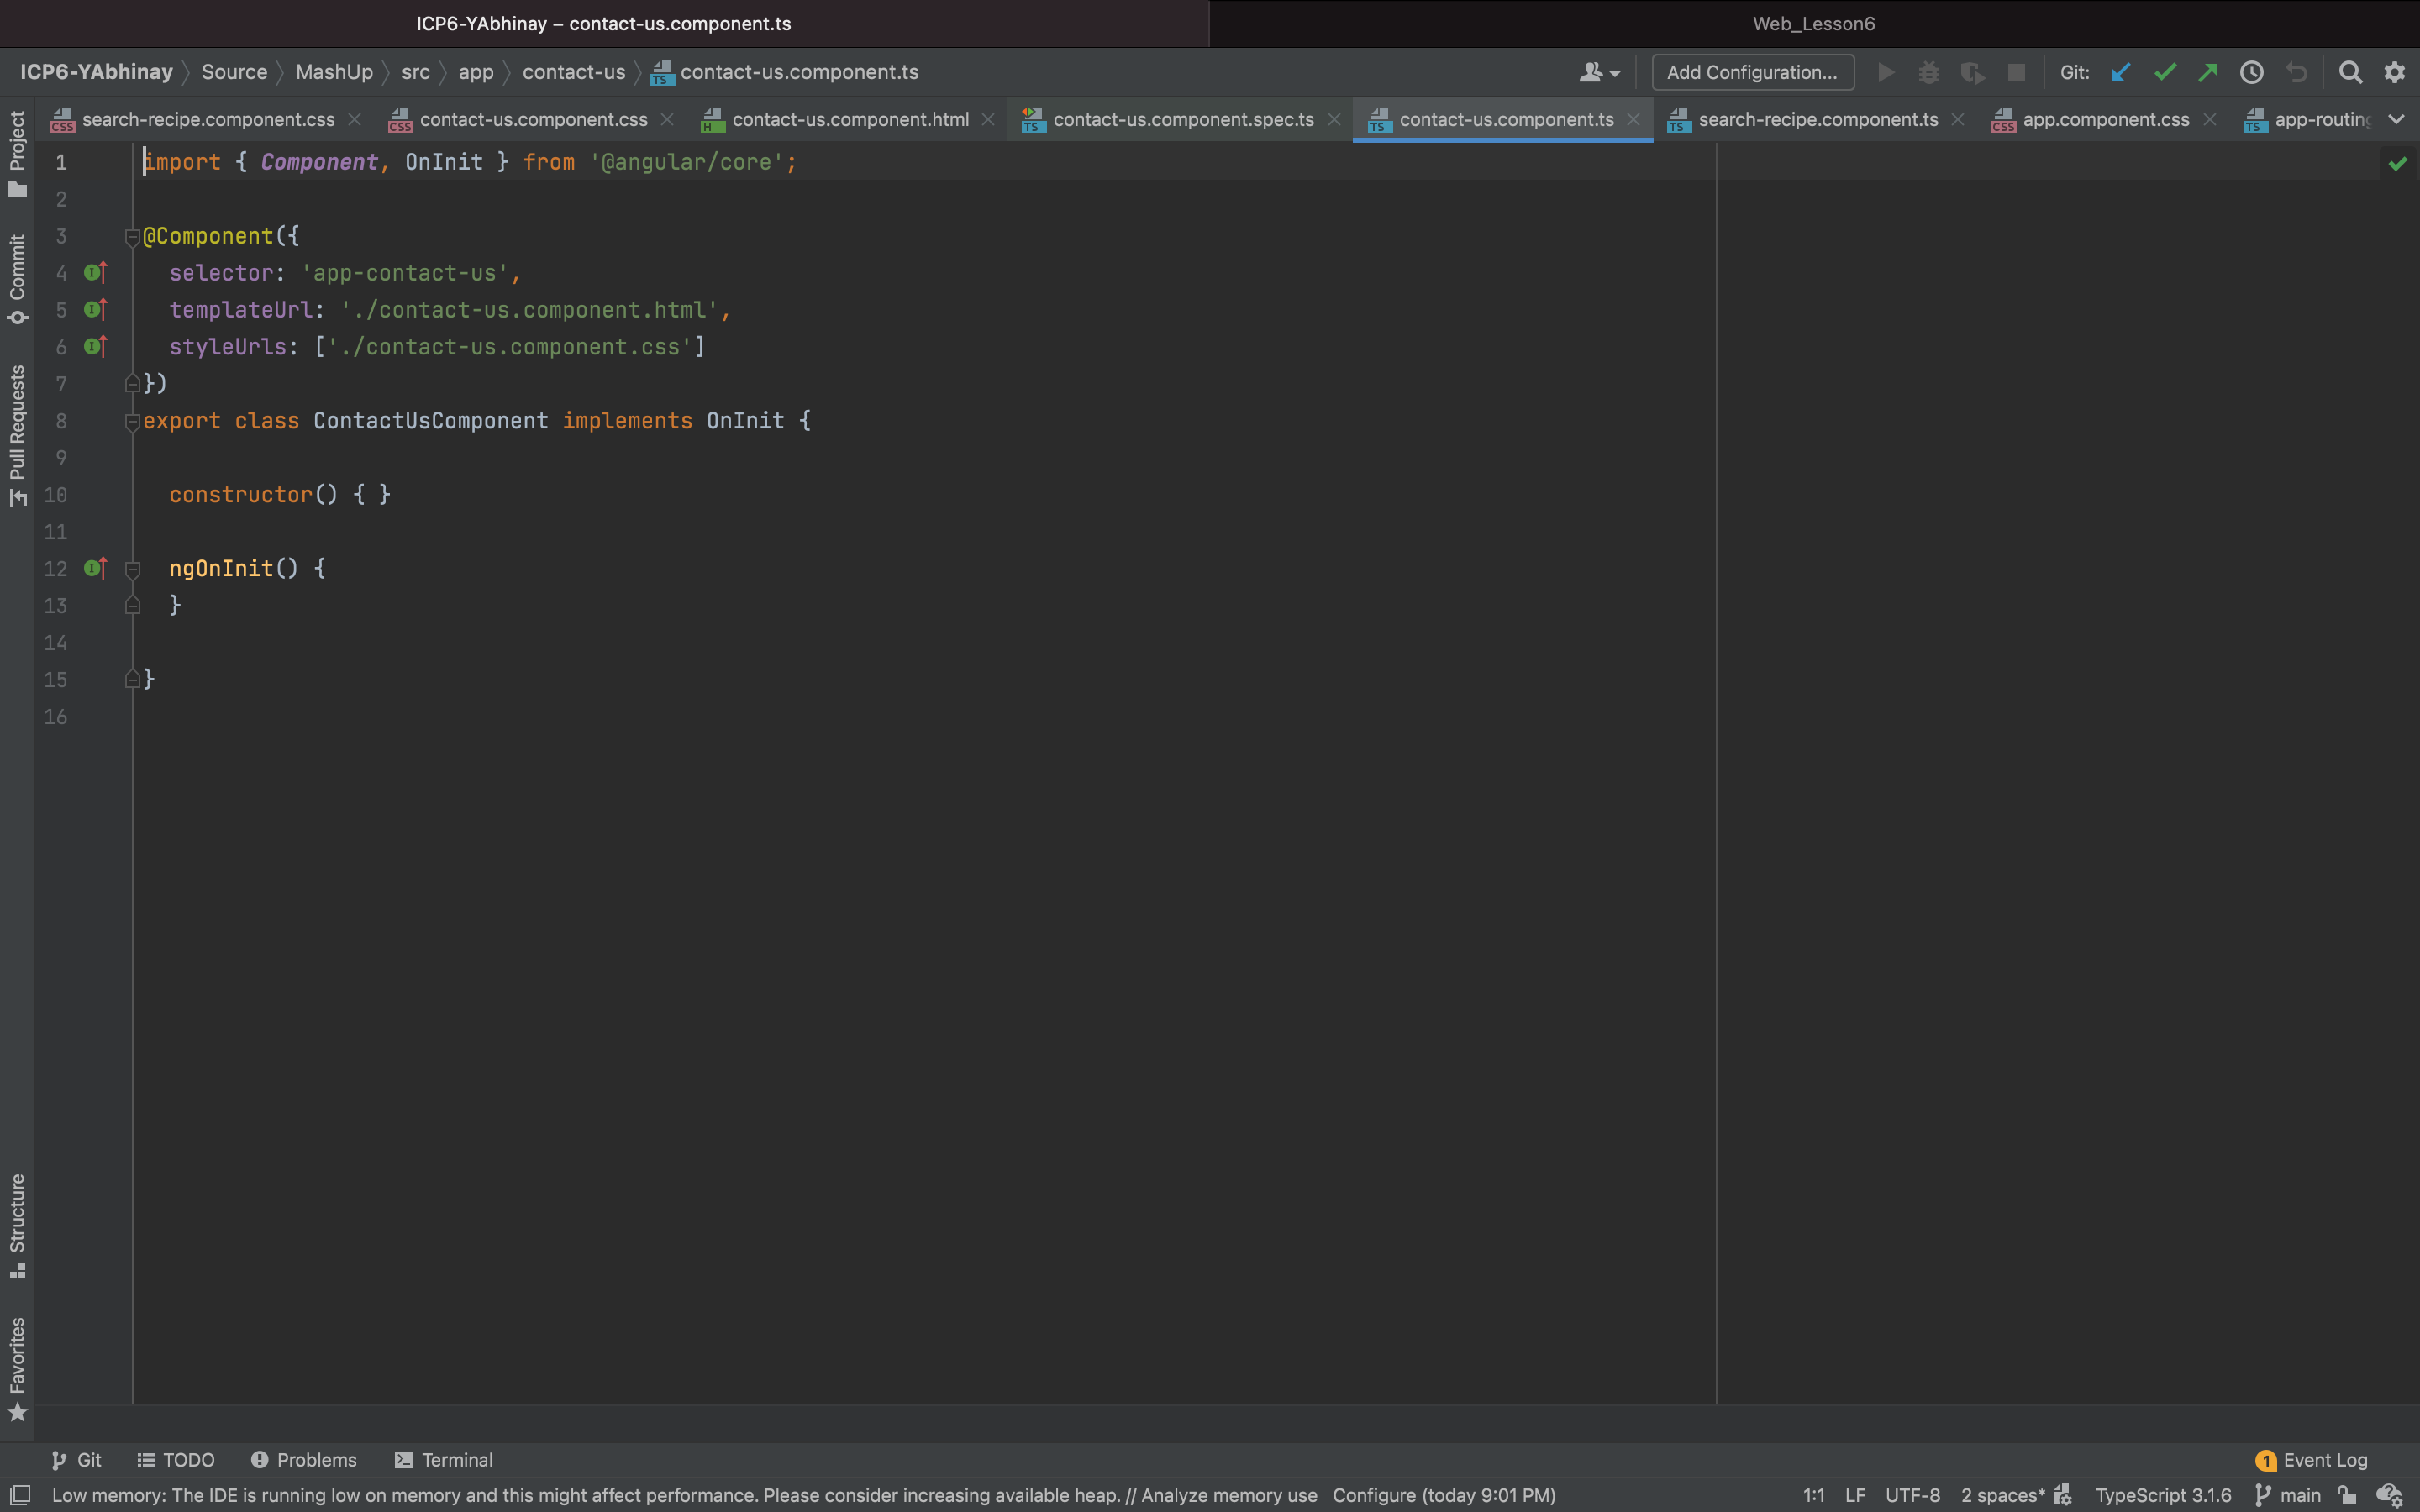 ICP6-YAbhinay – contact-us.component.ts
Web_Lesson6
ICP6-YAbhinay Source MashUp src app contact-us contact-us.component.ts
Add Configuration... Git:
search-recipe.component.css contact-us.component.css contact-us.component.html contact-us.component.spec.ts contact-us.component.ts search-recipe.component.ts app.component.css app-routing
Project
Commit
Pull Requests
Structure
Favorites
1 import { Component, OnInit } from '@angular/core';
2
3 @Component({
4 selector: 'app-contact-us',
5 templateUrl: './contact-us.component.html',
6 styleUrls: ['./contact-us.component.css']
7 })
8 export class ContactUsComponent implements OnInit {
9
10 constructor() { }
11
12 ngOnInit() {
13 }
14
15 }
16
Git TODO Problems Terminal 1 Event Log
Low memory: The IDE is running low on memory and this might affect performance. Please consider increasing available heap. // Analyze memory use Configure (today 9:01 PM) 1:1 LF UTF-8 2 spaces* TypeScript 3.1.6 main